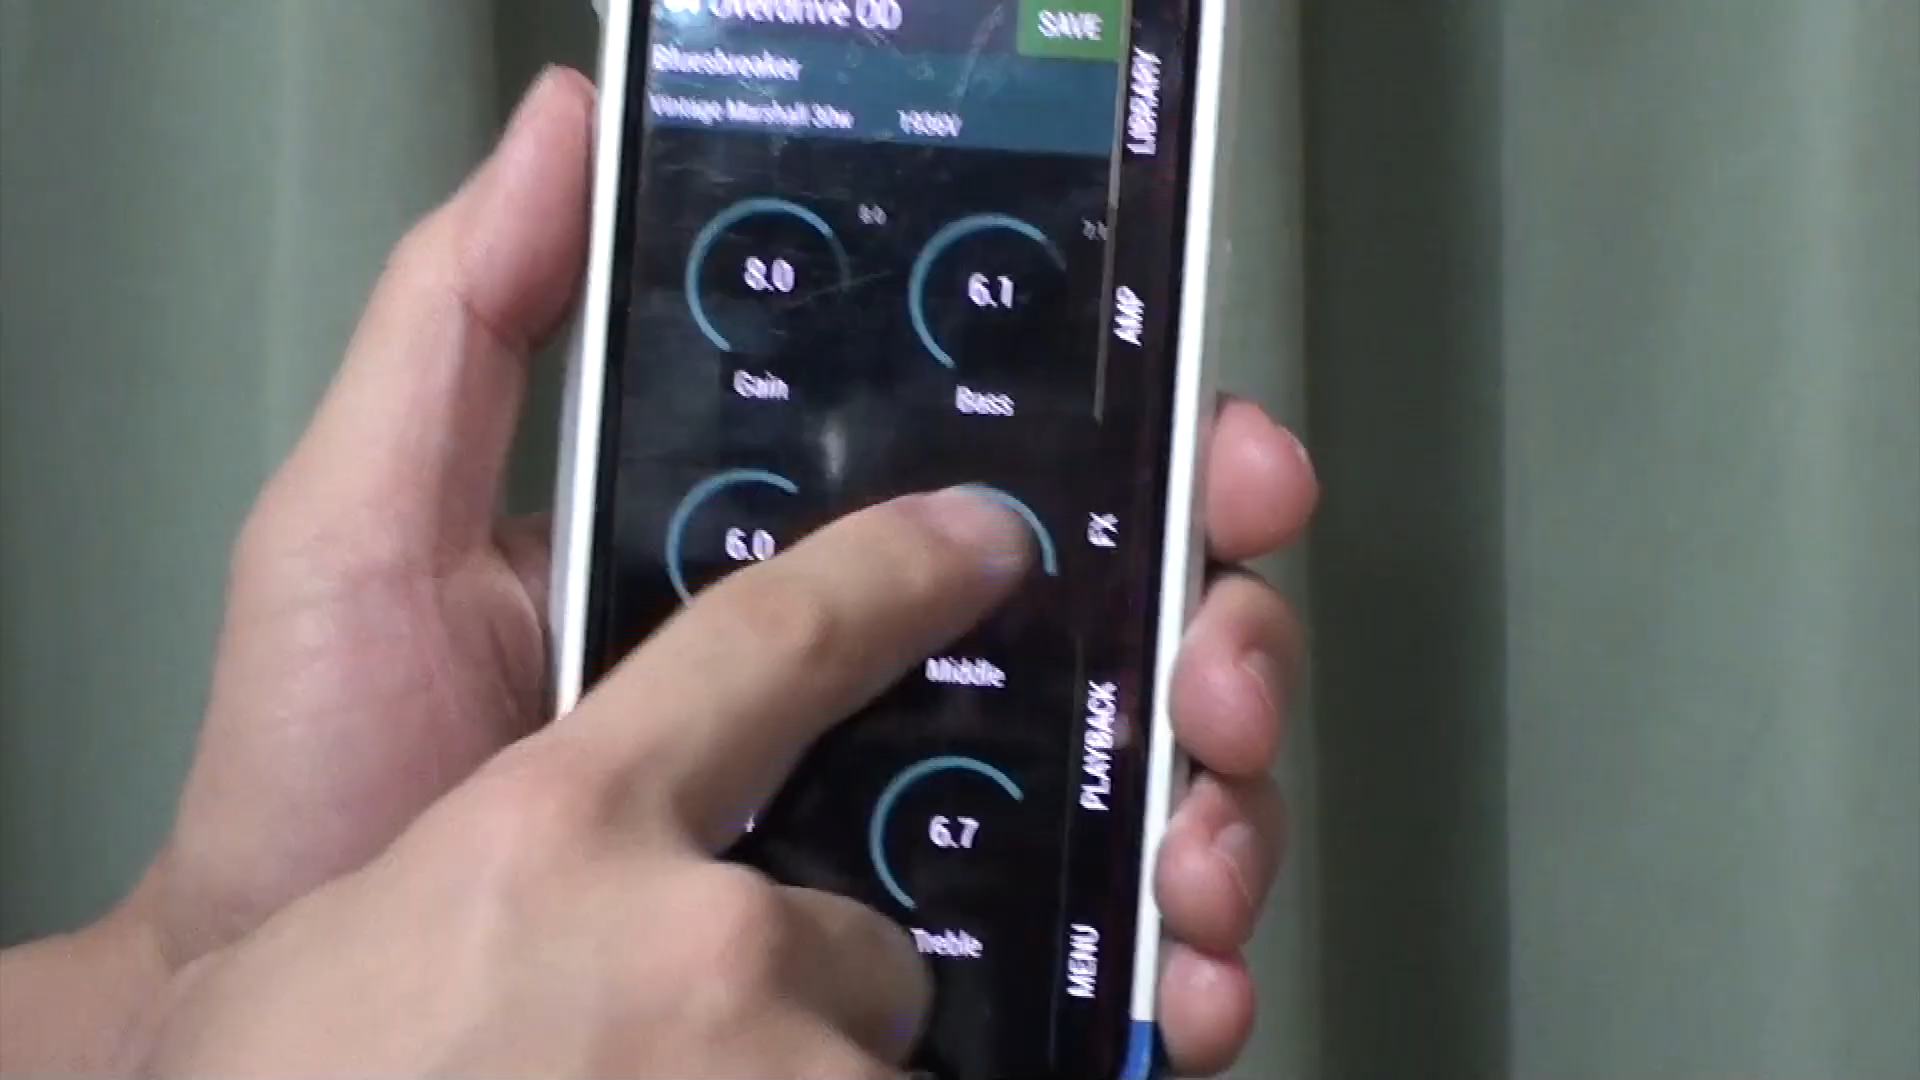 Overdrive OD
SAVE
Bluesbreaker
Vintage Marshall 30w
8.0
6.1
Gain
Bass
6.0
Middle
6.7
Treble
LIBRARY
AMP
FX
PLAYBACK
MENU